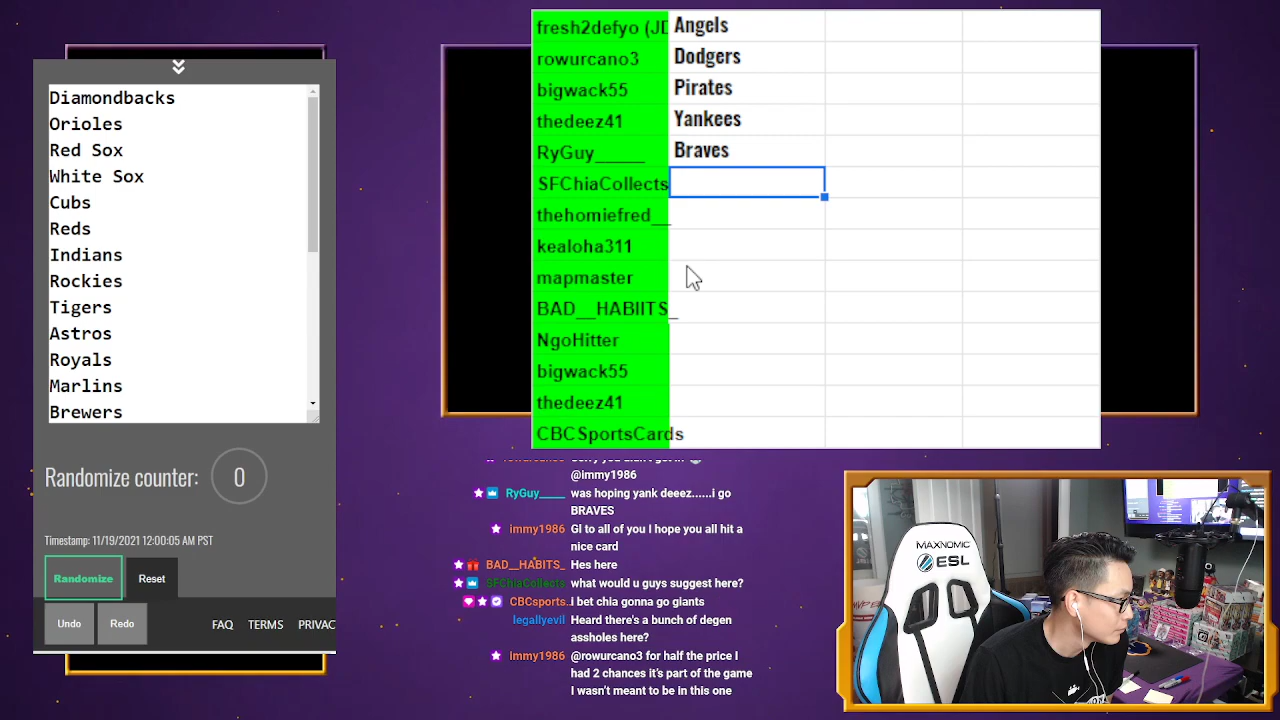 Diamondbacks
Orioles
Red Sox
White Sox
Cubs
Reds
Indians
Rockies
Tigers
Astros
Royals
Marlins
Brewers
Randomize counter: 0
Timestamp: 11/19/2021 12:00:05 AM PST
Randomize Reset
Undo Redo FAQ TERMS PRIVAC
fresh2defyo (JD Angels
rowurcano3 Dodgers
bigwack55 Pirates
thedeez41 Yankees
RyGuy_____ Braves
SFChiaCollects
thehomiefred__
kealoha311
mapmaster
BAD__HABIITS_
NgoHitter
bigwack55
thedeez41
CBCSportsCards
@immy1986
RyGuy_____ was hoping yank deeez......i go
BRAVES
immy1986 Gl to all of you I hope you all hit a
nice card
BAD__HABITS_ Hes here
SFChiaCollects what would u guys suggest here?
CBCsports.. i bet chia gonna go giants
legallyevil Heard there's a bunch of degen
assholes here?
immy1986 @rowurcano3 for half the price I
had 2 chances it's part of the game
I wasn't meant to be in this one
MAXNOMIC
ESL